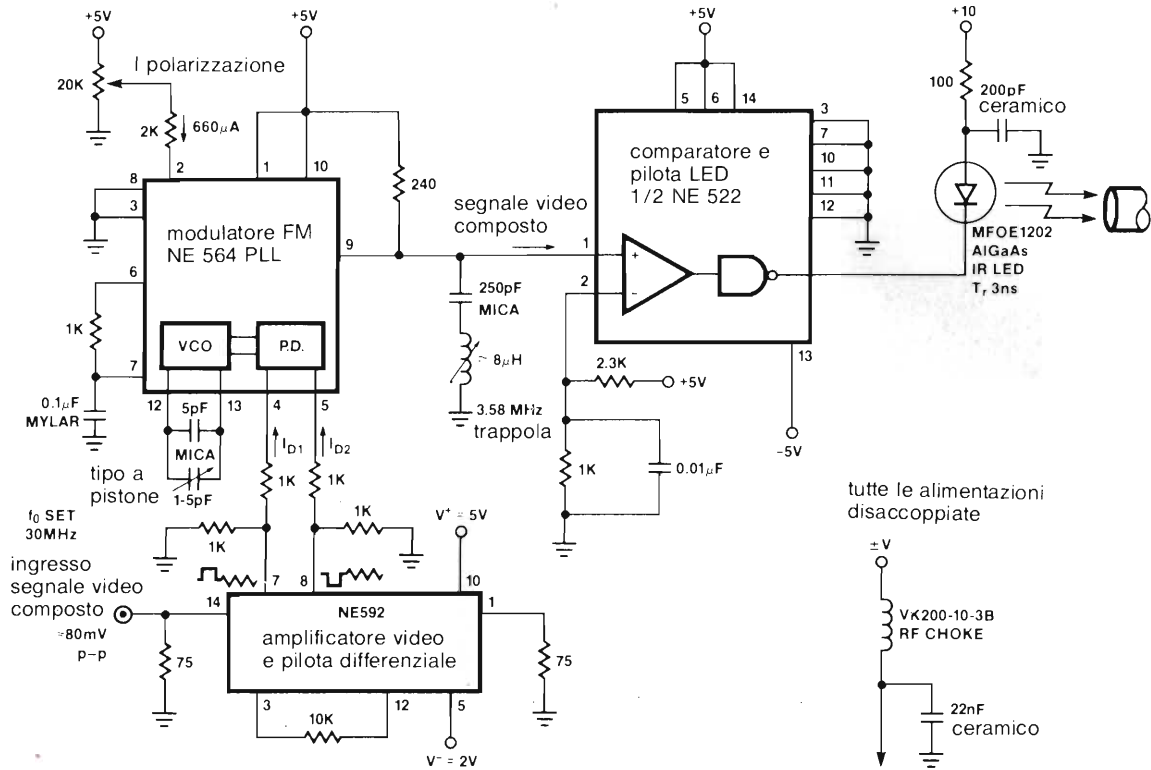 +5V
+5V
+5V
+10
I polarizzazione
20K
2K
660µA
2
1
10
8
3
6
7
1K
0.1µF
MYLAR
modulatore FM
NE 564 PLL
VCO
P.D.
9
240
12
13
4
5
5pF
MICA
1-5pF
tipo a
pistone
f₀ SET
30MHz
I_D1
I_D2
1K
1K
1K
1K
segnale video
composto
250pF
MICA
≈ 8µH
3.58 MHz
trappola
5
6
14
comparatore e
pilota LED
1/2 NE 522
1
+
2
−
3
7
10
11
12
13
-5V
2.3K
+5V
1K
0.01µF
100
200pF
ceramico
MFOE1202
AlGaAs
IR LED
Tr 3ns
ingresso
segnale video
composto
≈80mV
p-p
14
75
7
8
V⁺ = 5V
10
1
75
NE592
amplificatore video
e pilota differenziale
3
12
5
10K
V⁻ = 2V
tutte le alimentazioni
disaccoppiate
±V
VK200-10-3B
RF CHOKE
22nF
ceramico